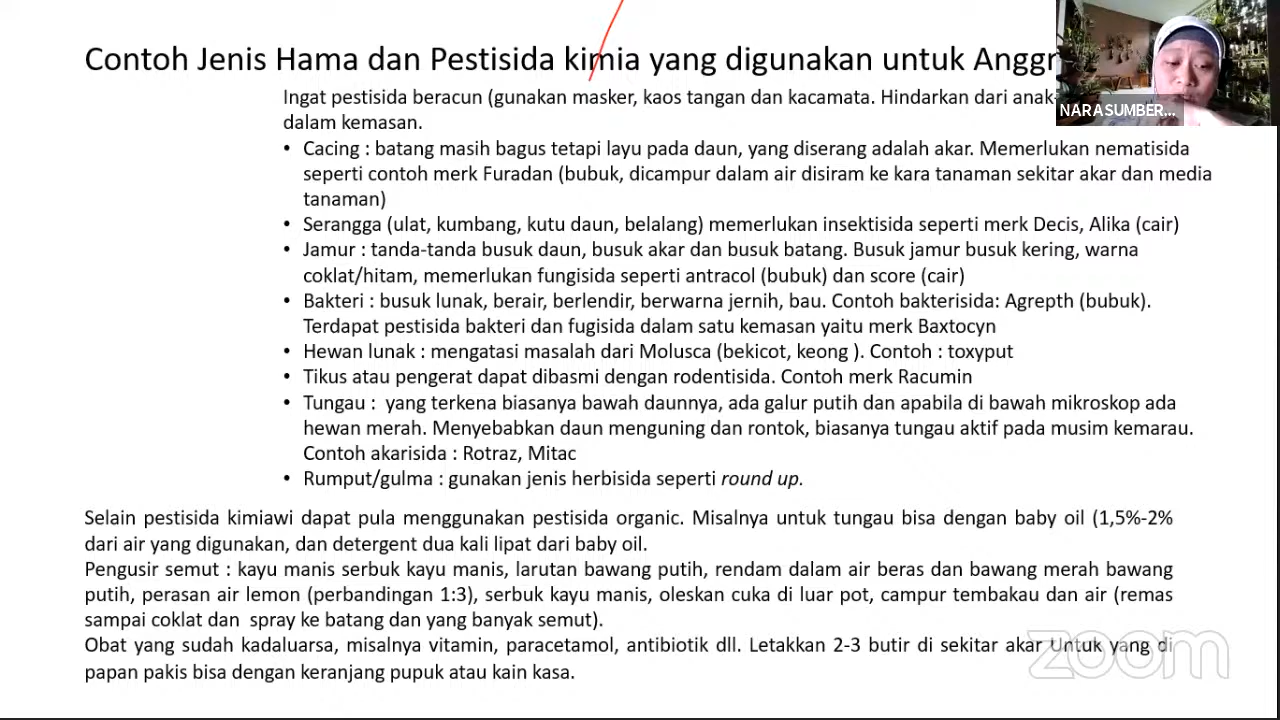 Contoh Jenis Hama dan Pestisida kimia yang digunakan untuk
Ingat pestisida beracun (gunakan masker, kaos tangan dan kacamata. Hindarkan dari anak-
NARASUMBER...
dalam kemasan.
• Cacing : batang masih bagus tetapi layu pada daun, yang diserang adalah akar. Memerlukan nematisida
seperti contoh merk Furadan (bubuk, dicampur dalam air disiram ke kara tanaman sekitar akar dan media
tanaman)
• Serangga (ulat, kumbang, kutu daun, belalang) memerlukan insektisida seperti merk Decis, Alika (cair)
• Jamur : tanda-tanda busuk daun, busuk akar dan busuk batang. Busuk jamur busuk kering, warna
coklat/hitam, memerlukan fungisida seperti antracol (bubuk) dan score (cair)
• Bakteri : busuk lunak, berair, berlendir, berwarna jernih, bau. Contoh bakterisida: Agrepth (bubuk).
Terdapat pestisida bakteri dan fugisida dalam satu kemasan yaitu merk Baxtocyn
• Hewan lunak : mengatasi masalah dari Molusca (bekicot, keong ). Contoh : toxyput
• Tikus atau pengerat dapat dibasmi dengan rodentisida. Contoh merk Racumin
• Tungau : yang terkena biasanya bawah daunnya, ada galur putih dan apabila di bawah mikroskop ada
hewan merah. Menyebabkan daun menguning dan rontok, biasanya tungau aktif pada musim kemarau.
Contoh akarisida : Rotraz, Mitac
• Rumput/gulma : gunakan jenis herbisida seperti round up.
Selain pestisida kimiawi dapat pula menggunakan pestisida organic. Misalnya untuk tungau bisa dengan baby oil (1,5%-2%
dari air yang digunakan, dan detergent dua kali lipat dari baby oil.
Pengusir semut : kayu manis serbuk kayu manis, larutan bawang putih, rendam dalam air beras dan bawang merah bawang
putih, perasan air lemon (perbandingan 1:3), serbuk kayu manis, oleskan cuka di luar pot, campur tembakau dan air (remas
sampai coklat dan spray ke batang dan yang banyak semut).
Obat yang sudah kadaluarsa, misalnya vitamin, paracetamol, antibiotik dll. Letakkan 2-3 butir di sekitar akar Untuk yang di
papan pakis bisa dengan keranjang pupuk atau kain kasa.
zoom